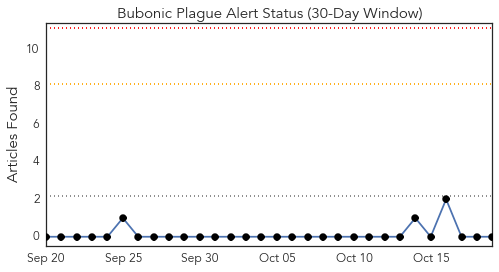 Bubonic Plague Alert Status (30-Day Window)
Articles Found
10
8
6
4
2
0
Sep 20 Sep 25 Sep 30 Oct 05 Oct 10 Oct 15